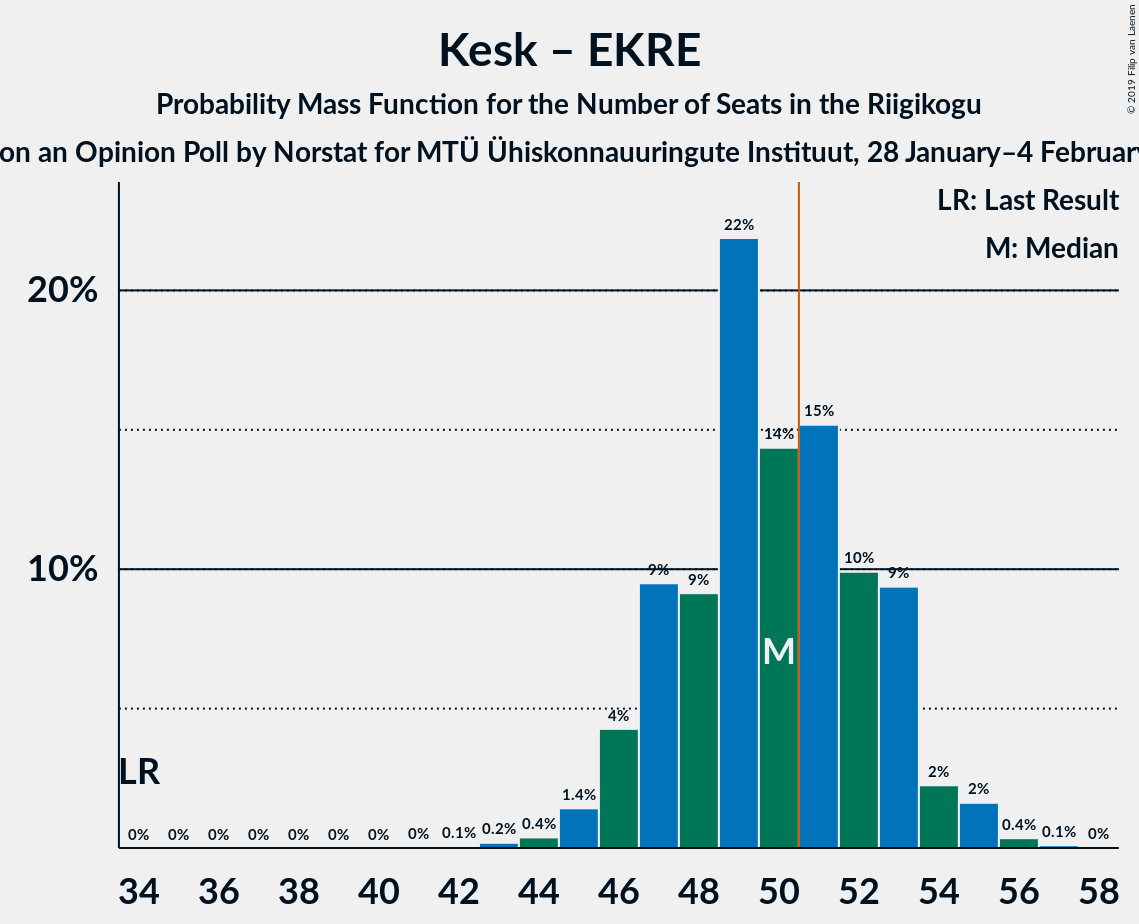 Kesk – EKRE
Probability Mass Function for the Number of Seats in the Riigikogu
on an Opinion Poll by Norstat for MTÜ Ühiskonnauuringute Instituut, 28 January–4 February
© 2019 Filip van Laenen
LR: Last Result
M: Median
20%
10%
22%
14%
15%
9%
9%
10%
9%
4%
M
LR
0% 0% 0% 0% 0% 0% 0% 0% 0.1% 0.2% 0.4% 1.4% 2% 2% 0.4% 0.1% 0%
34 36 38 40 42 44 46 48 50 52 54 56 58